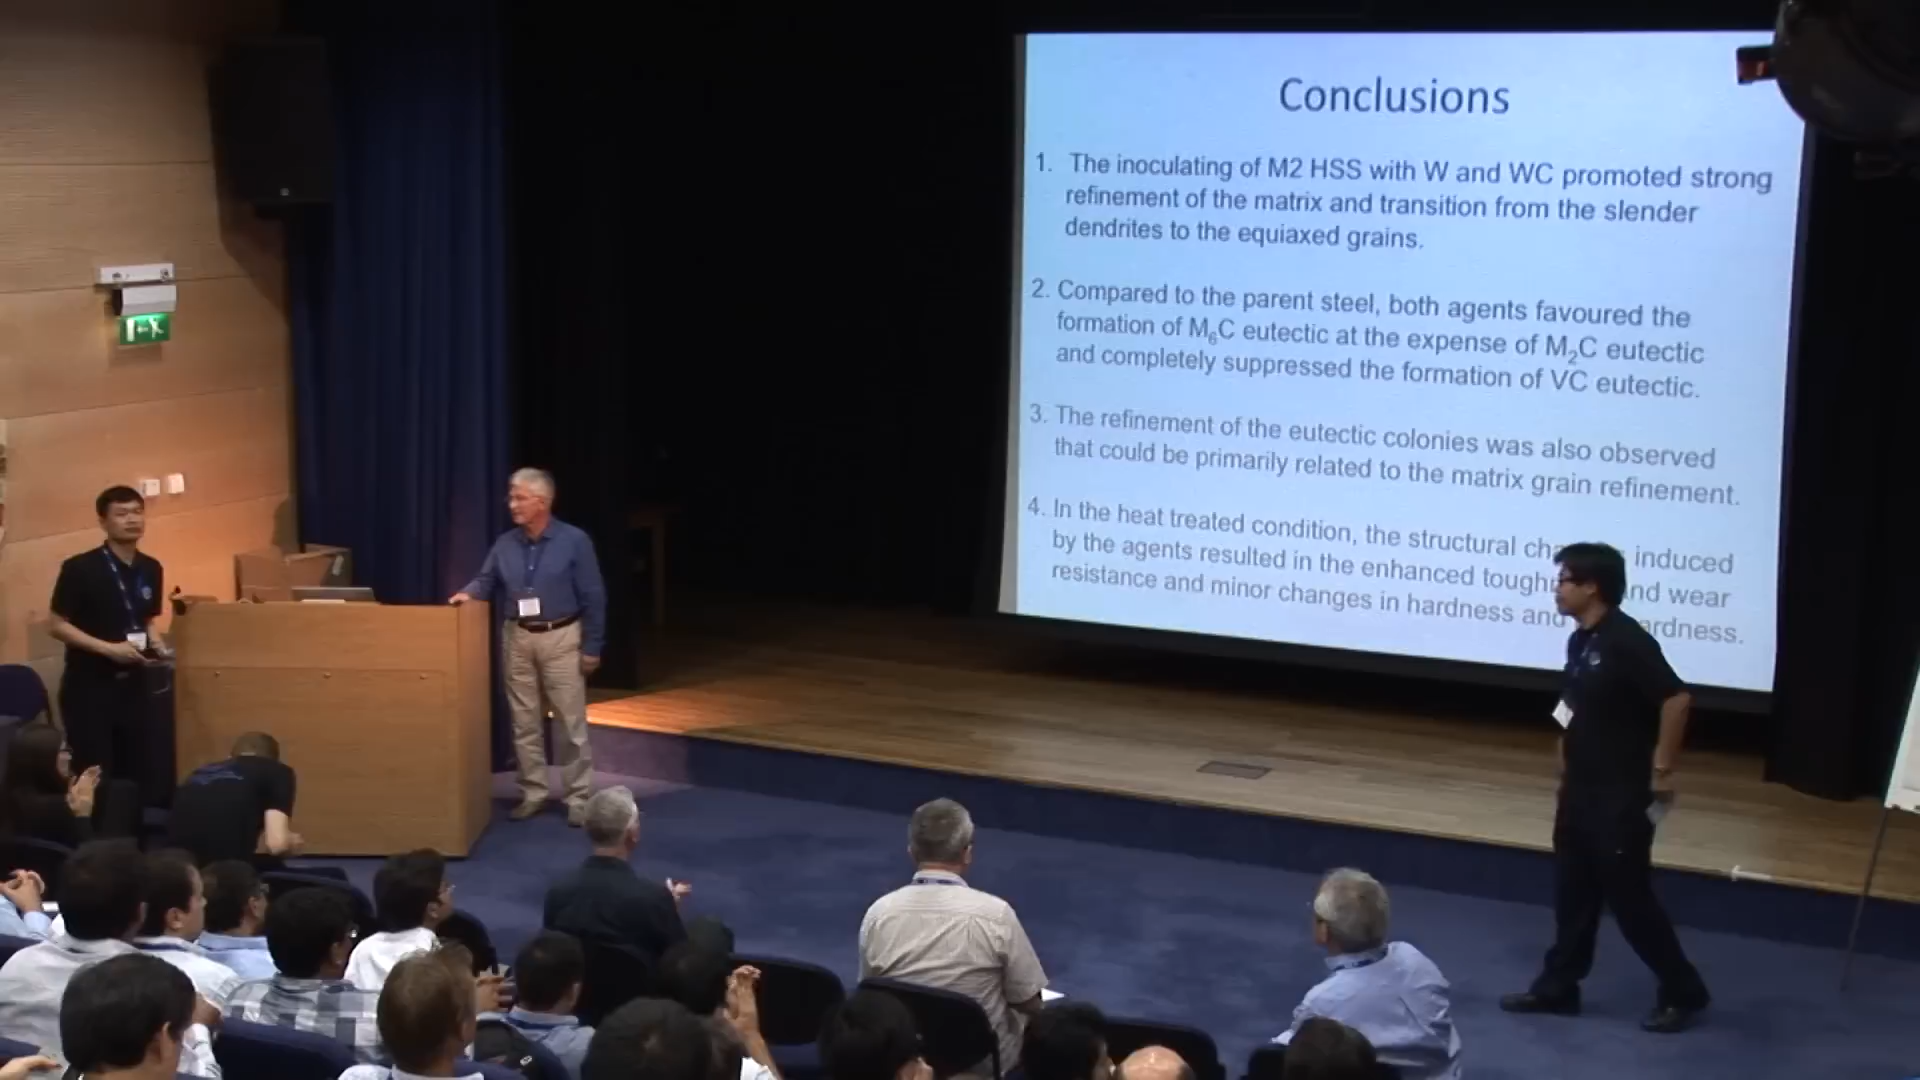 Conclusions
1. The inoculating of M2 HSS with W and WC promoted strong
refinement of the matrix and transition from the slender
dendrites to the equiaxed grains.
2. Compared to the parent steel, both agents favoured the
formation of M₆C eutectic at the expense of M₂C eutectic
and completely suppressed the formation of VC eutectic.
3. The refinement of the eutectic colonies was also observed
that could be primarily related to the matrix grain refinement.
4. In the heat treated condition, the structural induced
by the agents resulted in the enhanced wear
resistance and minor changes in hardness and